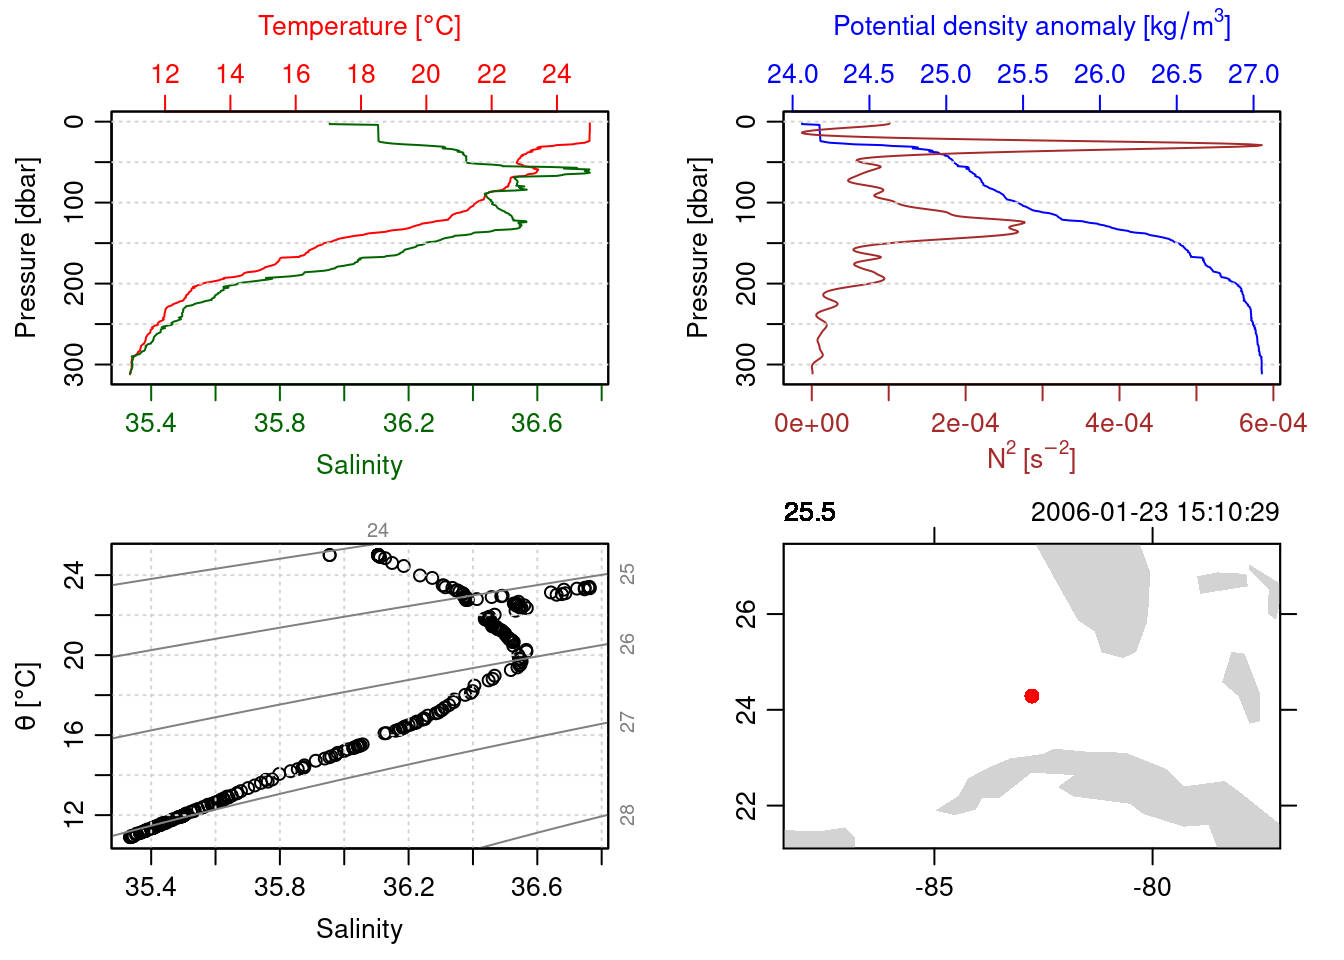 Temperature [°C]
12 14 16 18 20 22 24
0
100
200
300
Pressure [dbar]
35.4 35.8 36.2 36.6
Salinity
Potential density anomaly [kg/m³]
24.0 24.5 25.0 25.5 26.0 26.5 27.0
0
100
200
300
Pressure [dbar]
0e+00 2e-04 4e-04 6e-04
N² [s⁻²]
24
25
26
27
28
24
20
16
12
θ [°C]
35.4 35.8 36.2 36.6
Salinity
25.5 2006-01-23 15:10:29
26
24
22
-85 -80